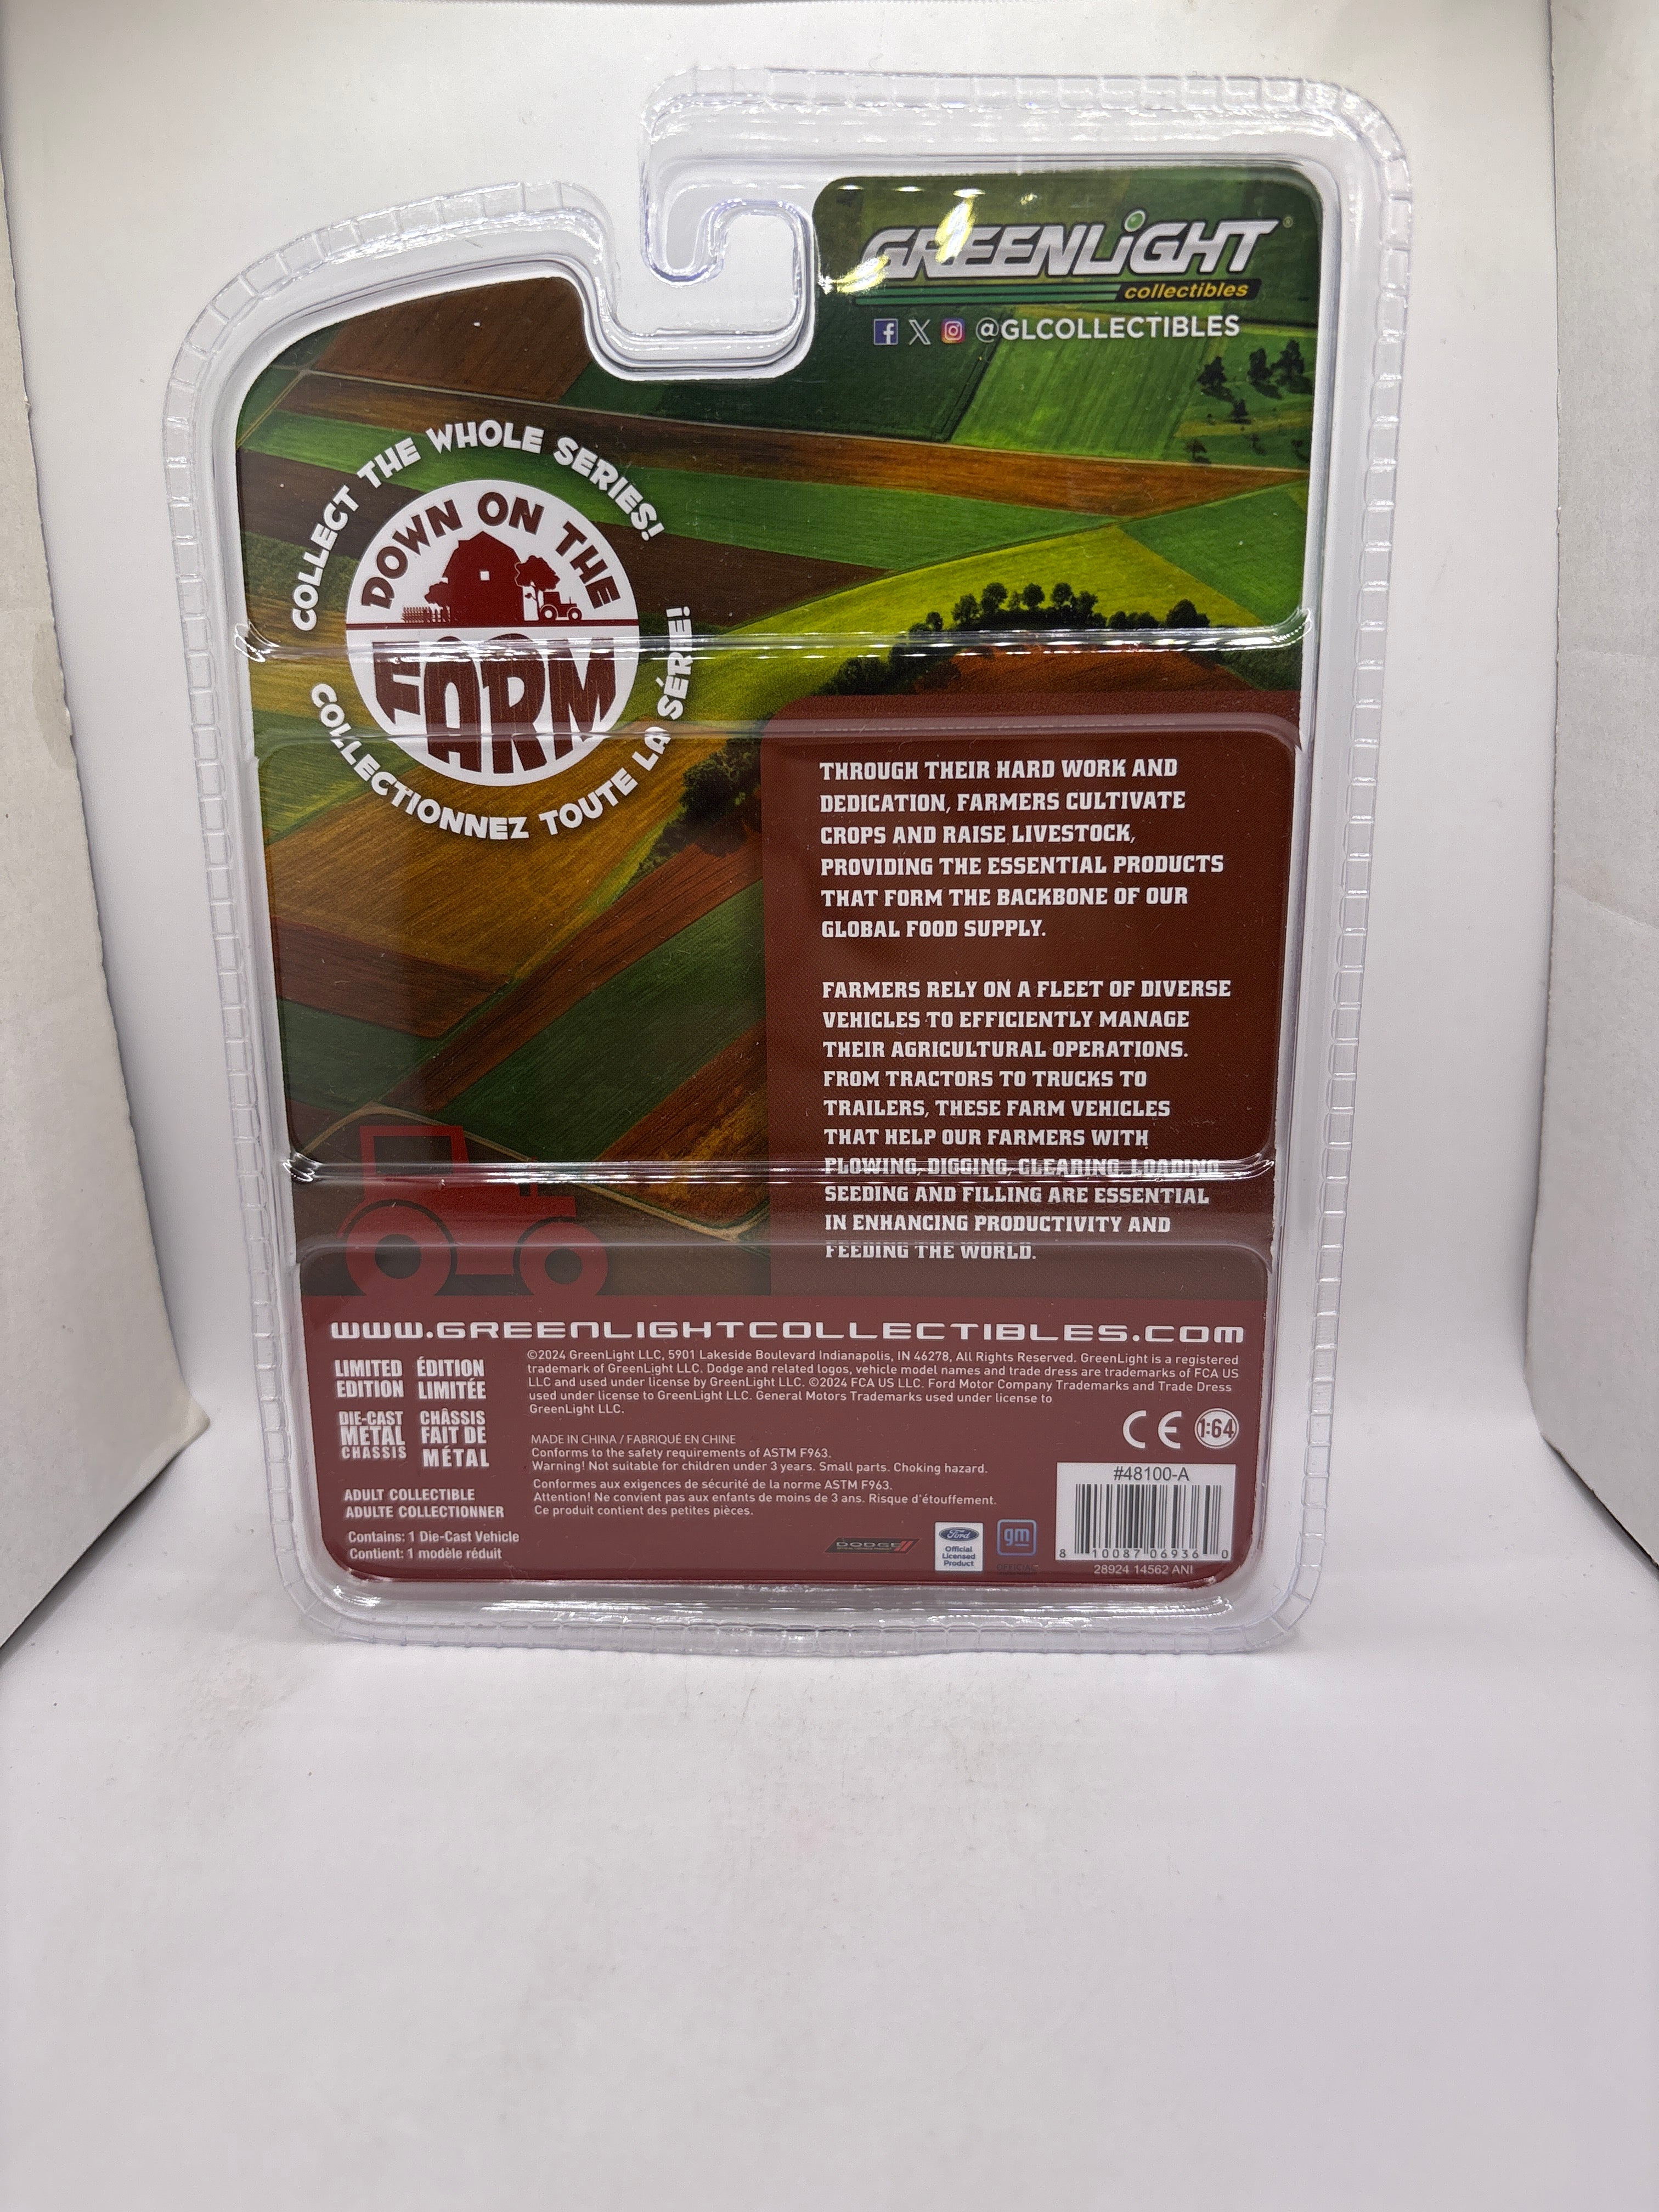 GREENLiGHT®
collectibles
@GLCOLLECTIBLES
COLLECT THE WHOLE SERIES!
DOWN ON THE
FARM
COLLECTIONNEZ TOUTE LA SÉRIE!
THROUGH THEIR HARD WORK AND
DEDICATION, FARMERS CULTIVATE
CROPS AND RAISE LIVESTOCK,
PROVIDING THE ESSENTIAL PRODUCTS
THAT FORM THE BACKBONE OF OUR
GLOBAL FOOD SUPPLY.
FARMERS RELY ON A FLEET OF DIVERSE
VEHICLES TO EFFICIENTLY MANAGE
THEIR AGRICULTURAL OPERATIONS.
FROM TRACTORS TO TRUCKS TO
TRAILERS, THESE FARM VEHICLES
THAT HELP OUR FARMERS WITH
PLOWING, DIGGING, CLEARING, LOADING
SEEDING AND FILLING ARE ESSENTIAL
IN ENHANCING PRODUCTIVITY AND
FEEDING THE WORLD.
WWW.GREENLIGHTCOLLECTIBLES.COM
LIMITED
EDITION
ÉDITION
LIMITÉE
DIE-CAST
METAL
CHASSIS
CHÂSSIS
FAIT DE
MÉTAL
ADULT COLLECTIBLE
ADULTE COLLECTIONNER
Contains: 1 Die-Cast Vehicle
Contient: 1 modèle réduit
©2024 GreenLight LLC, 5901 Lakeside Boulevard Indianapolis, IN 46278, All Rights Reserved. GreenLight is a registered
trademark of GreenLight LLC. Dodge and related logos, vehicle model names and trade dress are trademarks of FCA US
LLC and used under license by GreenLight LLC. ©2024 FCA US LLC. Ford Motor Company Trademarks and Trade Dress
used under license to GreenLight LLC. General Motors Trademarks used under license to
GreenLight LLC.
MADE IN CHINA / FABRIQUÉ EN CHINE
Conforms to the safety requirements of ASTM F963.
Warning! Not suitable for children under 3 years. Small parts. Choking hazard.
Conformes aux exigences de sécurité de la norme ASTM F963.
Attention! Ne convient pas aux enfants de moins de 3 ans. Risque d'étouffement.
Ce produit contient des petites pièces.
CE
1:64
DODGE
Ford
Official
Licensed
Product
gm
#48100-A
8 10087 06936 0
28924 14562 ANI